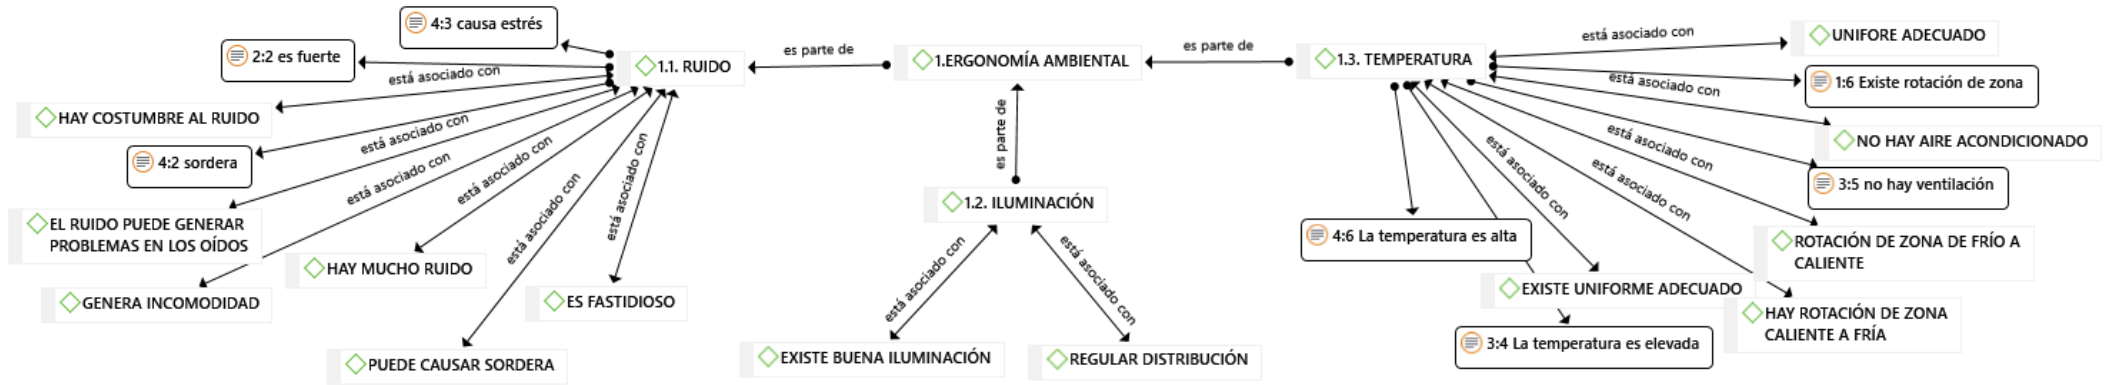 4:3 causa estrés
2:2 es fuerte
está asociado con
1.1. RUIDO
es parte de
1.ERGONOMÍA AMBIENTAL
es parte de
1.3. TEMPERATURA
está asociado con
UNIFORE ADECUADO
está asociado con
1:6 Existe rotación de zona
HAY COSTUMBRE AL RUIDO
está asociado con
4:2 sordera
está asociado con
está asociado con
está asociado con
está asociado con
es parte de
está asociado con
está asociado con
está asociado con
NO HAY AIRE ACONDICIONADO
3:5 no hay ventilación
EL RUIDO PUEDE GENERAR
PROBLEMAS EN LOS OÍDOS
1.2. ILUMINACIÓN
4:6 La temperatura es alta
ROTACIÓN DE ZONA DE FRÍO A
CALIENTE
HAY MUCHO RUIDO
GENERA INCOMODIDAD
ES FASTIDIOSO
está asociado con
está asociado con
EXISTE UNIFORME ADECUADO
HAY ROTACIÓN DE ZONA
CALIENTE A FRÍA
PUEDE CAUSAR SORDERA
EXISTE BUENA ILUMINACIÓN
REGULAR DISTRIBUCIÓN
3:4 La temperatura es elevada